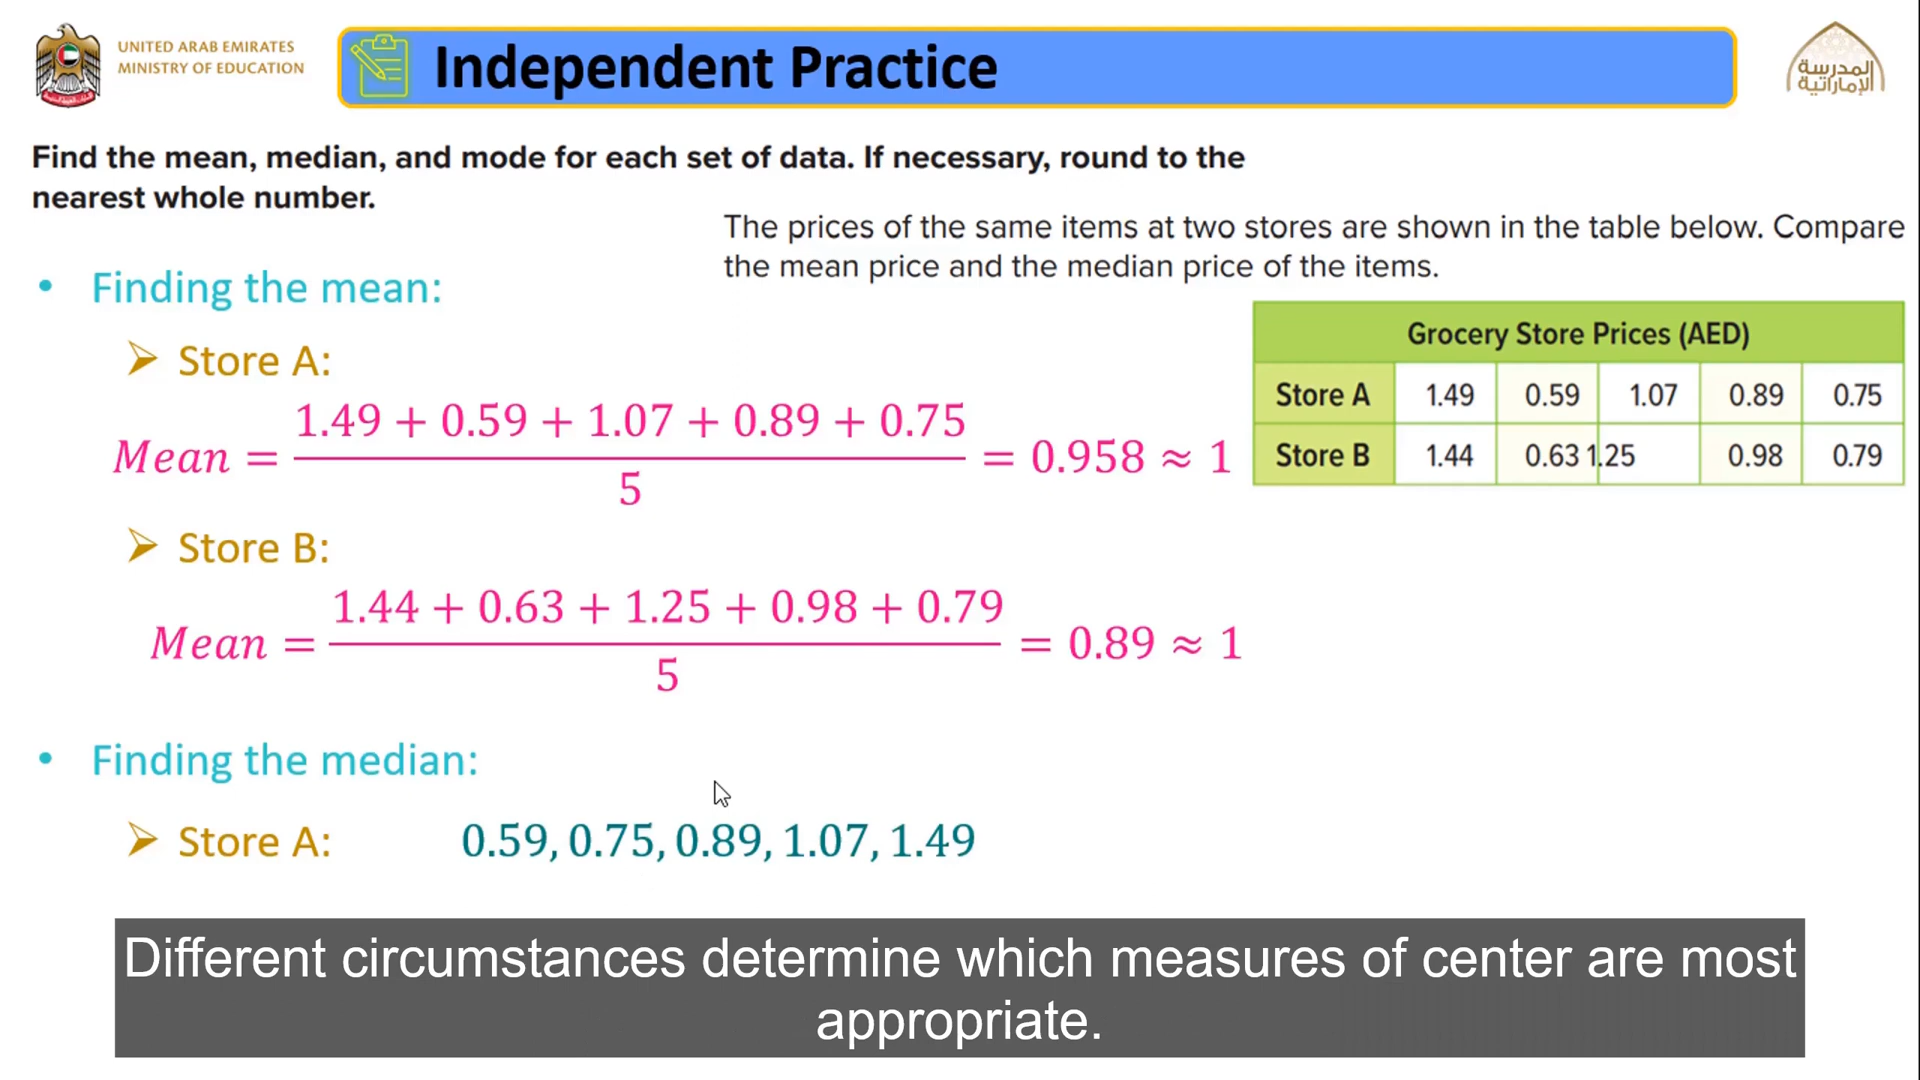 UNITED ARAB EMIRATES
MINISTRY OF EDUCATION
Independent Practice
المدرسة
الإماراتية
Find the mean, median, and mode for each set of data. If necessary, round to the
nearest whole number.
The prices of the same items at two stores are shown in the table below. Compare
the mean price and the median price of the items.
• Finding the mean:
➢ Store A:
Mean = (1.49 + 0.59 + 1.07 + 0.89 + 0.75) / 5 = 0.958 ≈ 1
Grocery Store Prices (AED)
Store A 1.49 0.59 1.07 0.89 0.75
Store B 1.44 0.63 1.25 0.98 0.79
➢ Store B:
Mean = (1.44 + 0.63 + 1.25 + 0.98 + 0.79) / 5 = 0.89 ≈ 1
• Finding the median:
➢ Store A: 0.59, 0.75, 0.89, 1.07, 1.49
Different circumstances determine which measures of center are most
appropriate.